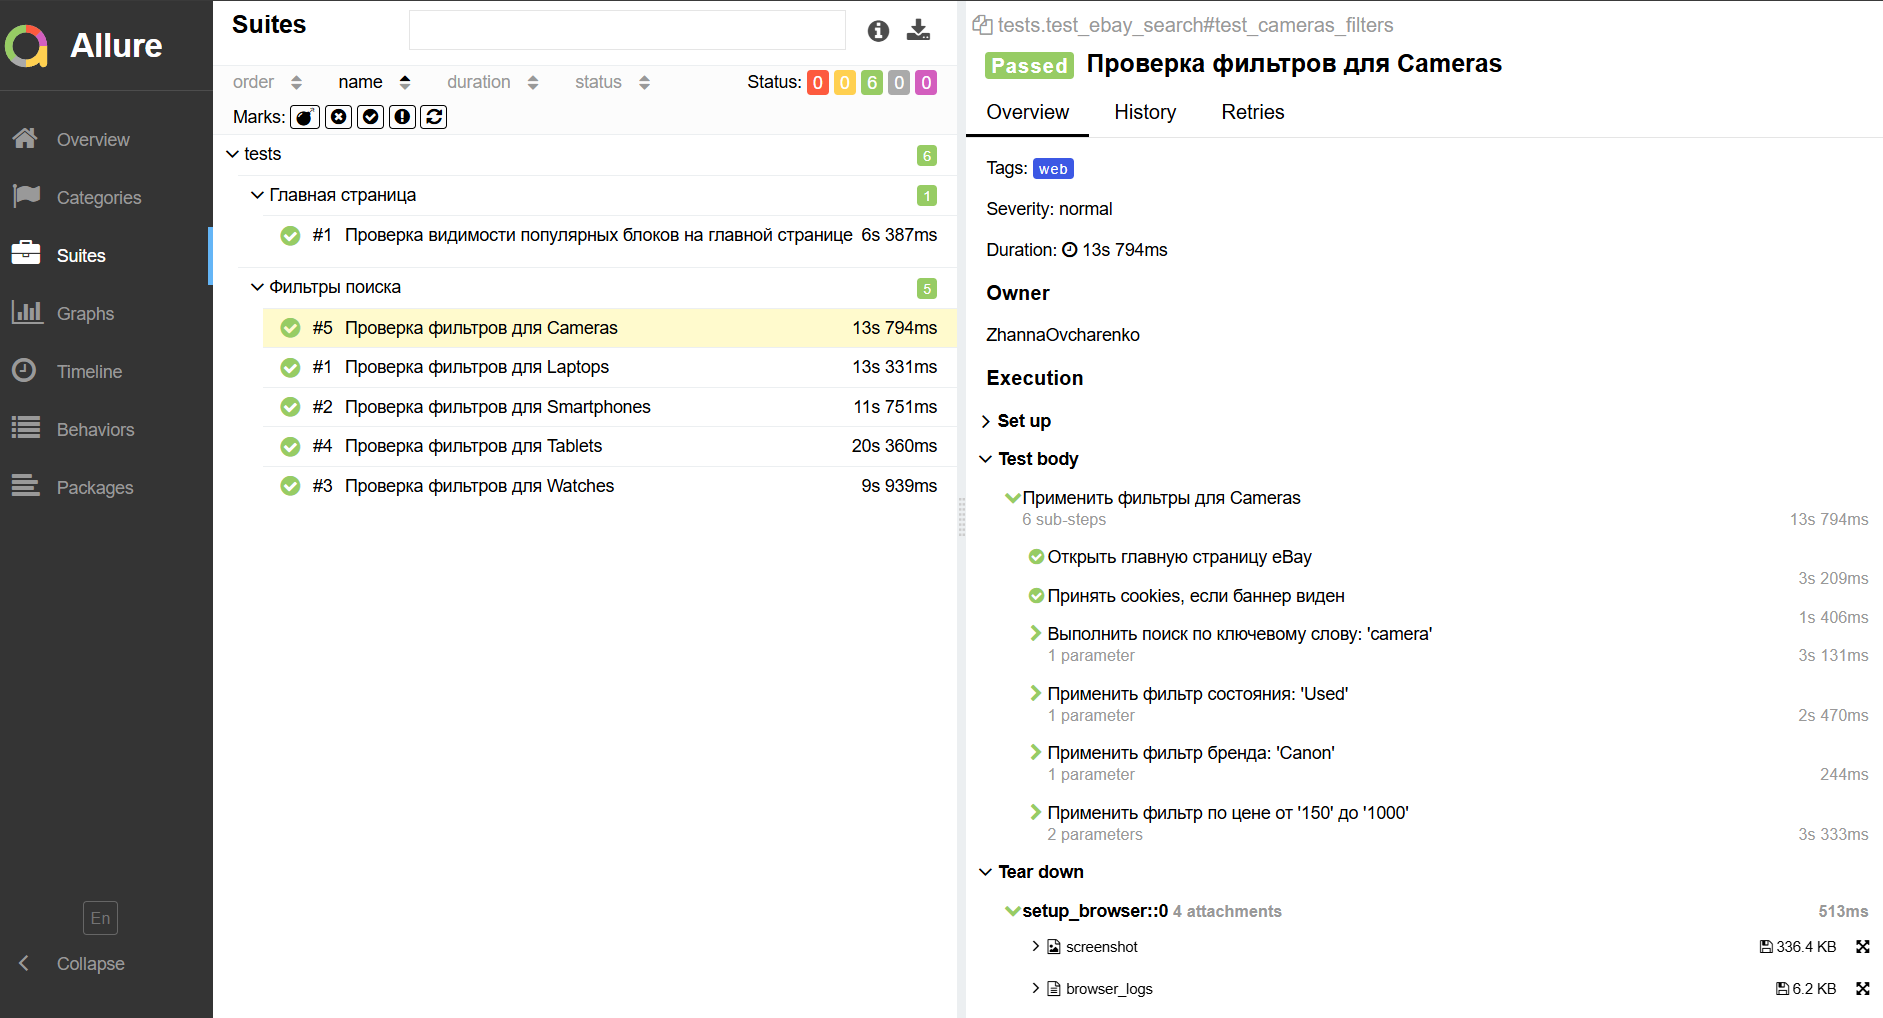 Allure
Overview
Categories
Suites
Graphs
Timeline
Behaviors
Packages
En
Collapse
Suites
order name duration status Status: 0 0 6 0 0
Marks:
tests 6
Главная страница 1
#1 Проверка видимости популярных блоков на главной странице 6s 387ms
Фильтры поиска 5
#5 Проверка фильтров для Cameras 13s 794ms
#1 Проверка фильтров для Laptops 13s 331ms
#2 Проверка фильтров для Smartphones 11s 751ms
#4 Проверка фильтров для Tablets 20s 360ms
#3 Проверка фильтров для Watches 9s 939ms
tests.test_ebay_search#test_cameras_filters
Passed Проверка фильтров для Cameras
Overview History Retries
Tags: web
Severity: normal
Duration: 13s 794ms
Owner
ZhannaOvcharenko
Execution
Set up
Test body
Применить фильтры для Cameras
6 sub-steps 13s 794ms
Открыть главную страницу eBay
3s 209ms
Принять cookies, если баннер виден
1s 406ms
Выполнить поиск по ключевому слову: 'camera'
1 parameter 3s 131ms
Применить фильтр состояния: 'Used'
1 parameter 2s 470ms
Применить фильтр бренда: 'Canon'
1 parameter 244ms
Применить фильтр по цене от '150' до '1000'
2 parameters 3s 333ms
Tear down
setup_browser::0 4 attachments 513ms
screenshot 336.4 KB
browser_logs 6.2 KB